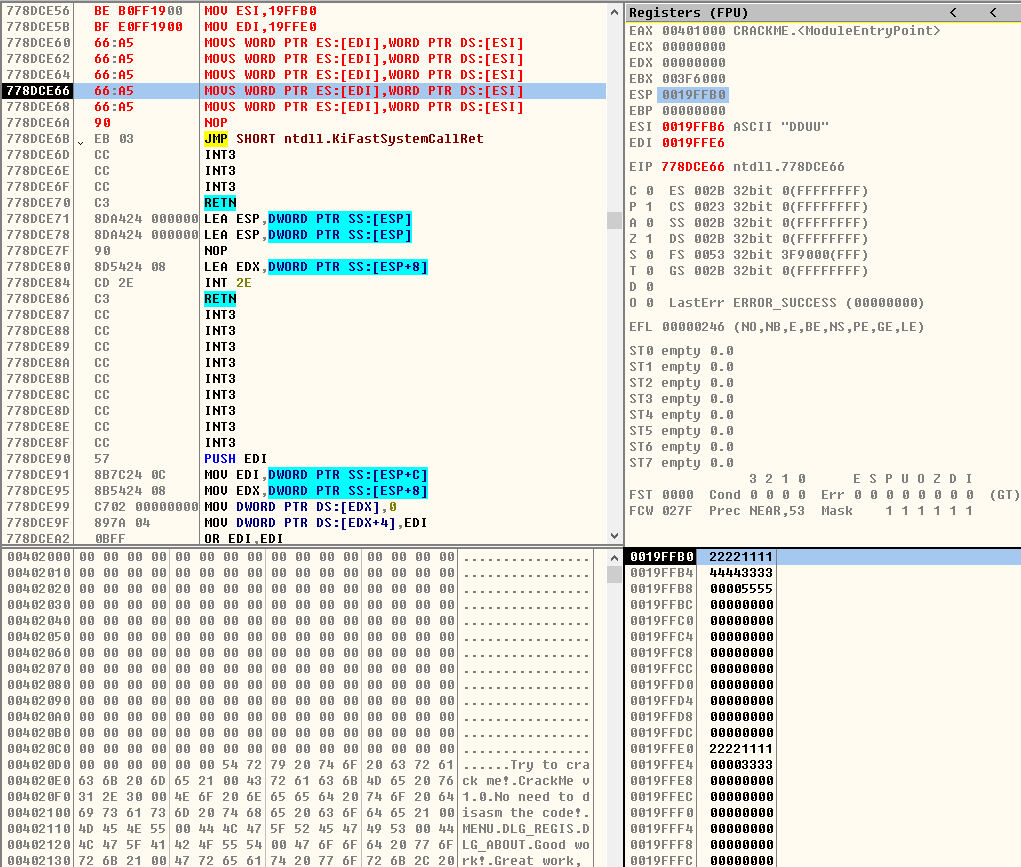 778DCE56 BE B0FF1900 MOV ESI,19FFB0
778DCE5B BF E0FF1900 MOV EDI,19FFE0
778DCE60 66:A5 MOVS WORD PTR ES:[EDI],WORD PTR DS:[ESI]
778DCE62 66:A5 MOVS WORD PTR ES:[EDI],WORD PTR DS:[ESI]
778DCE64 66:A5 MOVS WORD PTR ES:[EDI],WORD PTR DS:[ESI]
778DCE66 66:A5 MOVS WORD PTR ES:[EDI],WORD PTR DS:[ESI]
778DCE68 66:A5 MOVS WORD PTR ES:[EDI],WORD PTR DS:[ESI]
778DCE6A 90 NOP
778DCE6B EB 03 JMP SHORT ntdll.KiFastSystemCallRet
778DCE6D CC INT3
778DCE6E CC INT3
778DCE6F CC INT3
778DCE70 C3 RETN
778DCE71 8DA424 000000 LEA ESP,DWORD PTR SS:[ESP]
778DCE78 8DA424 000000 LEA ESP,DWORD PTR SS:[ESP]
778DCE7F 90 NOP
778DCE80 8D5424 08 LEA EDX,DWORD PTR SS:[ESP+8]
778DCE84 CD 2E INT 2E
778DCE86 C3 RETN
778DCE87 CC INT3
778DCE88 CC INT3
778DCE89 CC INT3
778DCE8A CC INT3
778DCE8B CC INT3
778DCE8C CC INT3
778DCE8D CC INT3
778DCE8E CC INT3
778DCE8F CC INT3
778DCE90 57 PUSH EDI
778DCE91 8B7C24 0C MOV EDI,DWORD PTR SS:[ESP+C]
778DCE95 8B5424 08 MOV EDX,DWORD PTR SS:[ESP+8]
778DCE99 C702 00000000 MOV DWORD PTR DS:[EDX],0
778DCE9F 897A 04 MOV DWORD PTR DS:[EDX+4],EDI
778DCEA2 0BFF OR EDI,EDI
Registers (FPU) < <
EAX 00401000 CRACKME.<ModuleEntryPoint>
ECX 00000000
EDX 00000000
EBX 003F6000
ESP 0019FFB0
EBP 00000000
ESI 0019FFB6 ASCII "DDUU"
EDI 0019FFE6
EIP 778DCE66 ntdll.778DCE66
C 0 ES 002B 32bit 0(FFFFFFFF)
P 1 CS 0023 32bit 0(FFFFFFFF)
A 0 SS 002B 32bit 0(FFFFFFFF)
Z 1 DS 002B 32bit 0(FFFFFFFF)
S 0 FS 0053 32bit 3F9000(FFF)
T 0 GS 002B 32bit 0(FFFFFFFF)
D 0
O 0 LastErr ERROR_SUCCESS (00000000)
EFL 00000246 (NO,NB,E,BE,NS,PE,GE,LE)
ST0 empty 0.0
ST1 empty 0.0
ST2 empty 0.0
ST3 empty 0.0
ST4 empty 0.0
ST5 empty 0.0
ST6 empty 0.0
ST7 empty 0.0
3 2 1 0 E S P U O Z D I
FST 0000 Cond 0 0 0 0 Err 0 0 0 0 0 0 0 0 (GT)
FCW 027F Prec NEAR,53 Mask 1 1 1 1 1 1
00402000 00 00 00 00 00 00 00 00 00 00 00 00 00 00 00 00 ................
00402010 00 00 00 00 00 00 00 00 00 00 00 00 00 00 00 00 ................
00402020 00 00 00 00 00 00 00 00 00 00 00 00 00 00 00 00 ................
00402030 00 00 00 00 00 00 00 00 00 00 00 00 00 00 00 00 ................
00402040 00 00 00 00 00 00 00 00 00 00 00 00 00 00 00 00 ................
00402050 00 00 00 00 00 00 00 00 00 00 00 00 00 00 00 00 ................
00402060 00 00 00 00 00 00 00 00 00 00 00 00 00 00 00 00 ................
00402070 00 00 00 00 00 00 00 00 00 00 00 00 00 00 00 00 ................
00402080 00 00 00 00 00 00 00 00 00 00 00 00 00 00 00 00 ................
00402090 00 00 00 00 00 00 00 00 00 00 00 00 00 00 00 00 ................
004020A0 00 00 00 00 00 00 00 00 00 00 00 00 00 00 00 00 ................
004020B0 00 00 00 00 00 00 00 00 00 00 00 00 00 00 00 00 ................
004020C0 00 00 00 00 00 00 00 00 00 00 00 00 00 00 00 00 ................
004020D0 00 00 00 00 00 00 54 72 79 20 74 6F 20 63 72 61 ......Try to cra
004020E0 63 6B 20 6D 65 21 00 43 72 61 63 6B 4D 65 20 76 ck me!.CrackMe v
004020F0 31 2E 30 00 4E 6F 20 6E 65 65 64 20 74 6F 20 64 1.0.No need to d
00402100 69 73 61 73 6D 20 74 68 65 20 63 6F 64 65 21 00 isasm the code!.
00402110 4D 45 4E 55 00 44 4C 47 5F 52 45 47 49 53 00 44 MENU.DLG_REGIS.D
00402120 4C 47 5F 41 42 4F 55 54 00 47 6F 6F 64 20 77 6F LG_ABOUT.Good wo
00402130 72 6B 21 00 47 72 65 61 74 20 77 6F 72 6B 2C 20 rk!.Great work,
0019FFB0 22221111
0019FFB4 44443333
0019FFB8 00005555
0019FFBC 00000000
0019FFC0 00000000
0019FFC4 00000000
0019FFC8 00000000
0019FFCC 00000000
0019FFD0 00000000
0019FFD4 00000000
0019FFD8 00000000
0019FFDC 00000000
0019FFE0 22221111
0019FFE4 00003333
0019FFE8 00000000
0019FFEC 00000000
0019FFF0 00000000
0019FFF4 00000000
0019FFF8 00000000
0019FFFC 00000000